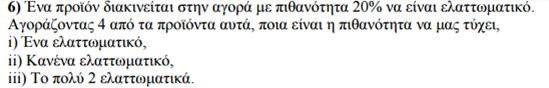 6) Ένα προϊόν διακινείται στην αγορά με πιθανότητα 20% να είναι ελαττωματικό.
Αγοράζοντας 4 από τα προϊόντα αυτά, ποια είναι η πιθανότητα να μας τύχει,
i) Ένα ελαττωματικό,
ii) Κανένα ελαττωματικό,
iii) Το πολύ 2 ελαττωματικά.